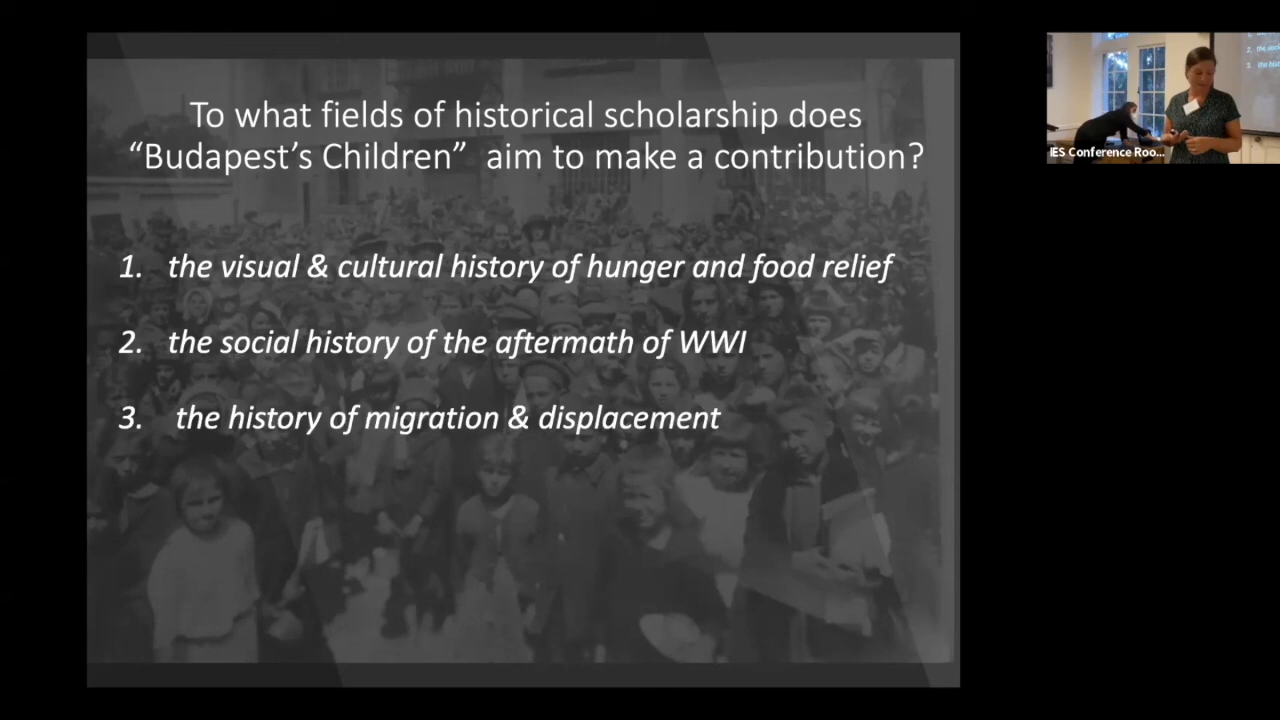 To what fields of historical scholarship does
“Budapest’s Children”  aim to make a contribution?
1. the visual & cultural history of hunger and food relief
2. the social history of the aftermath of WWI
3. the history of migration & displacement
IES Conference Roo...